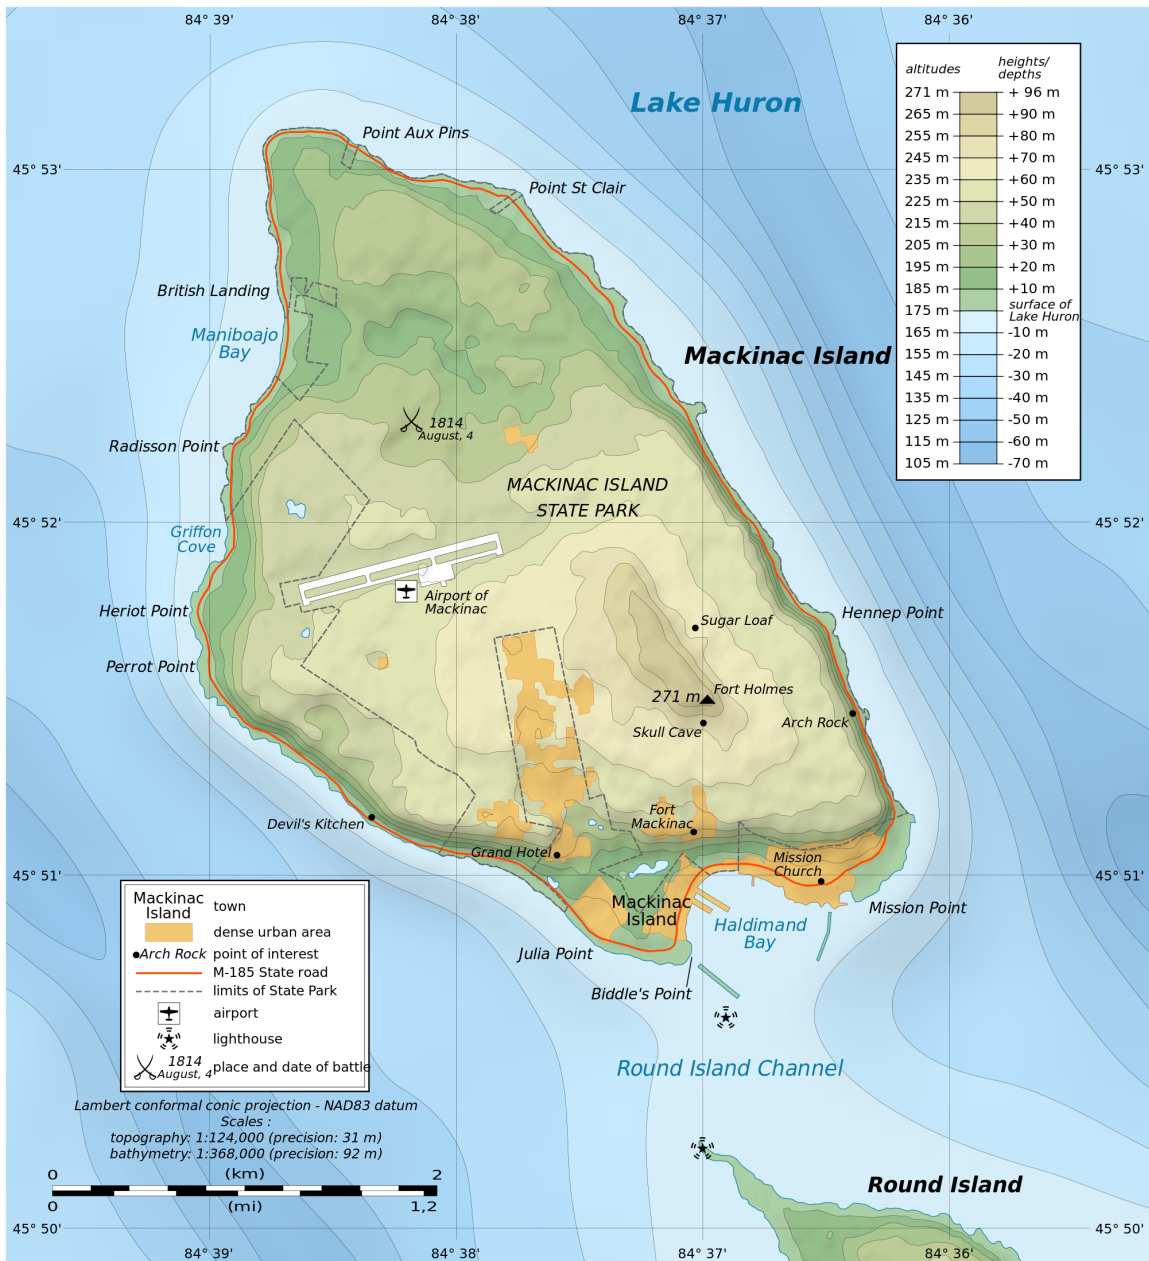 84° 39'
84° 38'
84° 37'
84° 36'
Lake Huron
altitudes
heights/
depths
271 m
+ 96 m
265 m
+90 m
255 m
+80 m
245 m
+70 m
235 m
+60 m
225 m
+50 m
215 m
+40 m
205 m
+30 m
195 m
+20 m
185 m
+10 m
175 m
surface of
Lake Huron
165 m
-10 m
155 m
-20 m
145 m
-30 m
135 m
-40 m
125 m
-50 m
115 m
-60 m
105 m
-70 m
Point Aux Pins
45° 53'
45° 53'
Point St Clair
British Landing
Maniboajo
Bay
Mackinac Island
1814
August, 4
Radisson Point
MACKINAC ISLAND
STATE PARK
45° 52'
45° 52'
Griffon
Cove
Airport of
Mackinac
Heriot Point
Hennep Point
Sugar Loaf
Perrot Point
271 m
Fort Holmes
Skull Cave
Arch Rock
Devil's Kitchen
Fort
Mackinac
Grand Hotel
Mission
Church
45° 51'
45° 51'
Mackinac
Island
Mission Point
Haldimand
Bay
Julia Point
Biddle's Point
Mackinac
Island
town
dense urban area
Arch Rock
point of interest
M-185 State road
limits of State Park
airport
lighthouse
1814
August, 4
place and date of battle
Round Island Channel
Lambert conformal conic projection - NAD83 datum
Scales :
topography: 1:124,000 (precision: 31 m)
bathymetry: 1:368,000 (precision: 92 m)
0
(km)
2
0
(mi)
1,2
Round Island
45° 50'
45° 50'
84° 39'
84° 38'
84° 37'
84° 36'